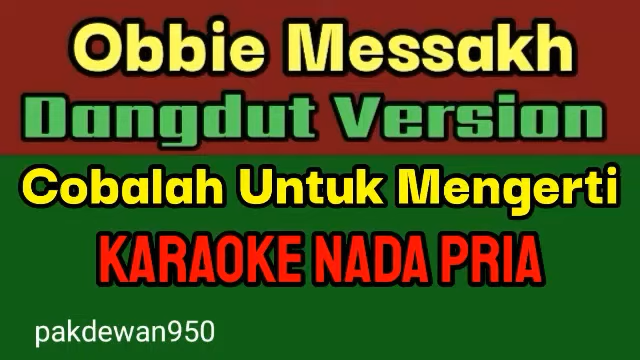 Obbie Messakh
Dangdut Version
Cobalah Untuk Mengerti
KARAOKE NADA PRIA
pakdewan950